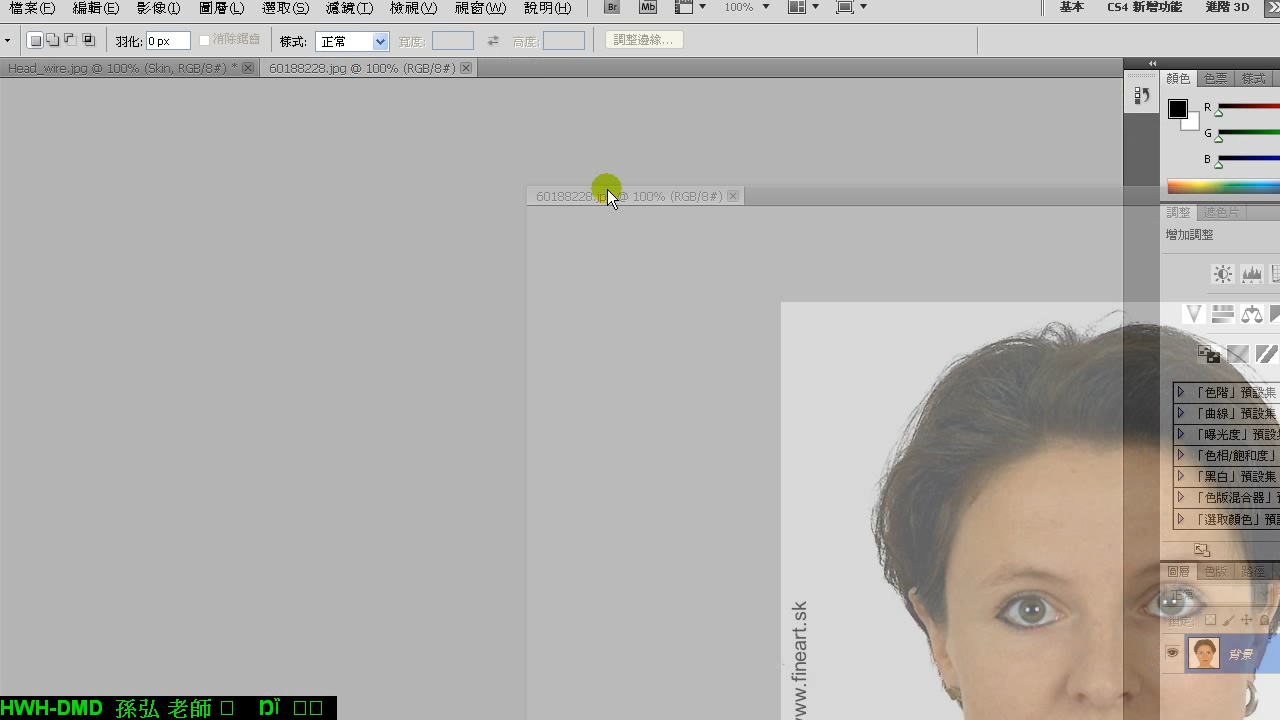 檔案(F) 編輯(E) 影像(I) 圖層(L) 選取(S) 濾鏡(T) 檢視(V) 視窗(W) 說明(H) Br Mb 100% 基本 CS4 新增功能 進階 3D
羽化: 0 px 消除鋸齒 樣式: 正常 寬度: 高度: 調整邊緣...
Head_wire.jpg @ 100% (Skin, RGB/8#) * 60188228.jpg @ 100% (RGB/8#)
顏色 色票 樣式
R
G
B
60188228.jpg @ 100% (RGB/8#)
調整 遮色片
增加調整
「色階」預設集
「曲線」預設集
「曝光度」預設
「色相/飽和度」
「黑白」預設集
「色版混合器」
「選取顏色」預
圖層 色版 路徑
正常
鎖定:
背景
www.fineart.sk
HWH-DMD 孫弘 老師